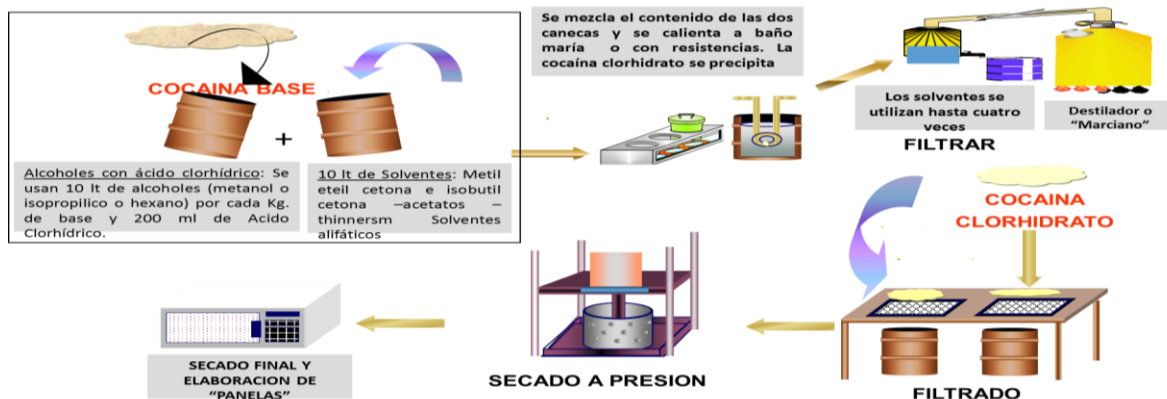 Se mezcla el contenido de las dos
canecas y se calienta a baño
maría o con resistencias. La
cocaína clorhidrato se precipita
COCAINA BASE
+
Los solventes se
utilizan hasta cuatro
veces
Destilador o
“Marciano”
FILTRAR
Alcoholes con ácido clorhídrico: Se
usan 10 lt de alcoholes (metanol o
isopropilico o hexano) por cada Kg.
de base y 200 ml de Acido
Clorhídrico.
10 lt de Solventes: Metil
eteil cetona e isobutil
cetona –acetatos –
thinnersm Solventes
alifáticos
COCAINA
CLORHIDRATO
SECADO FINAL Y
ELABORACION DE
“PANELAS”
SECADO A PRESION
FILTRADO